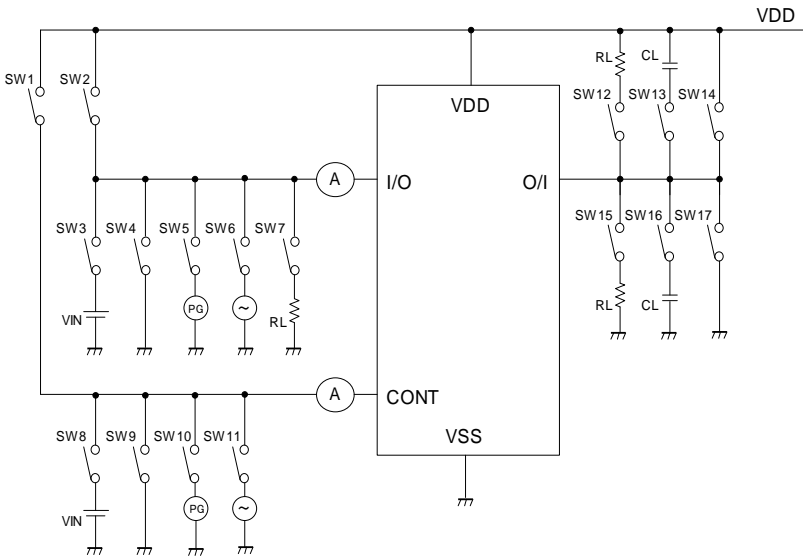 VDD
SW1
SW2
RL
CL
SW12
SW13
SW14
VDD
A
I/O
O/I
SW3
SW4
SW5
SW6
SW7
SW15
SW16
SW17
VIN
PG
~
RL
RL
CL
A
CONT
VSS
SW8
SW9
SW10
SW11
VIN
PG
~